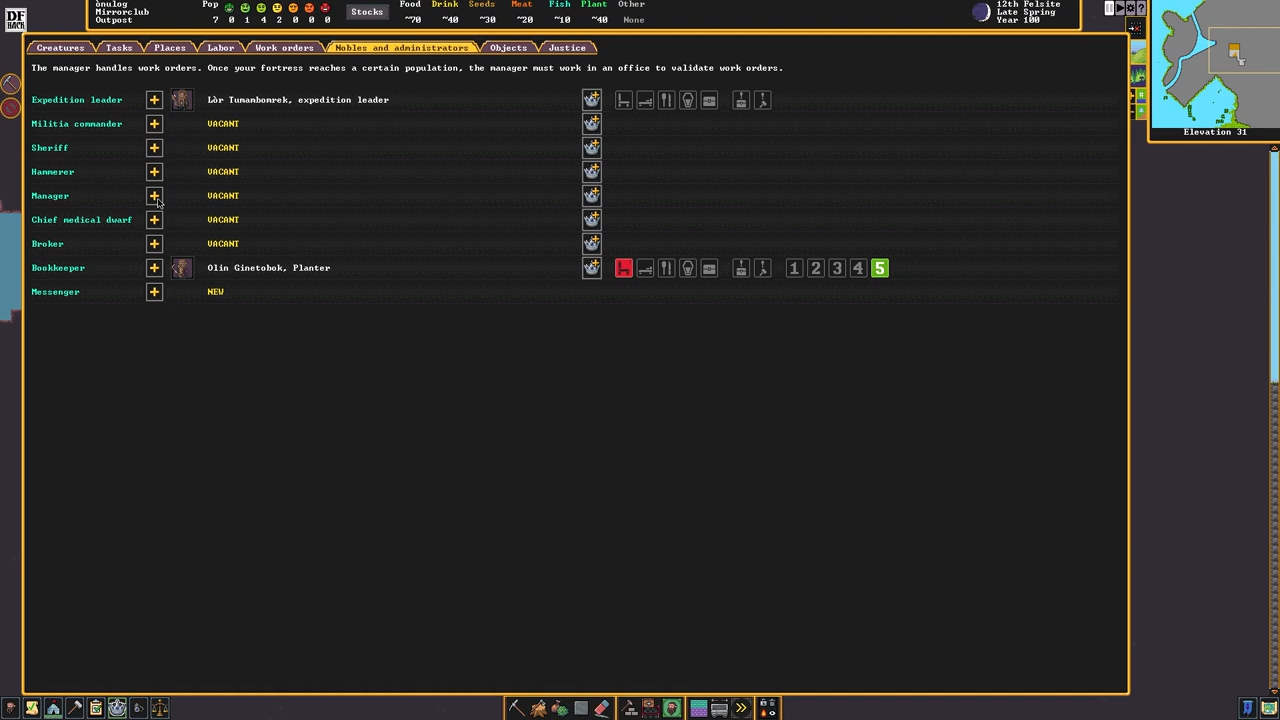 DF
HACK
ònulog
Mirrorclub
Outpost
Pop
7 0 1 4 2 0 0 0
Stocks
Food Drink Seeds Meat Fish Plant Other
~70 ~40 ~30 ~20 ~10 ~40 None
12th Felsite
Late Spring
Year 100
Elevation 31
Creatures Tasks Places Labor Work orders Nobles and administrators Objects Justice
The manager handles work orders. Once your fortress reaches a certain population, the manager must work in an office to validate work orders.
Expedition leader Lòr Tumambomrek, expedition leader
Militia commander VACANT
Sheriff VACANT
Hammerer VACANT
Manager VACANT
Chief medical dwarf VACANT
Broker VACANT
Bookkeeper Olin Ginetobok, Planter 1 2 3 4 5
Messenger NEW